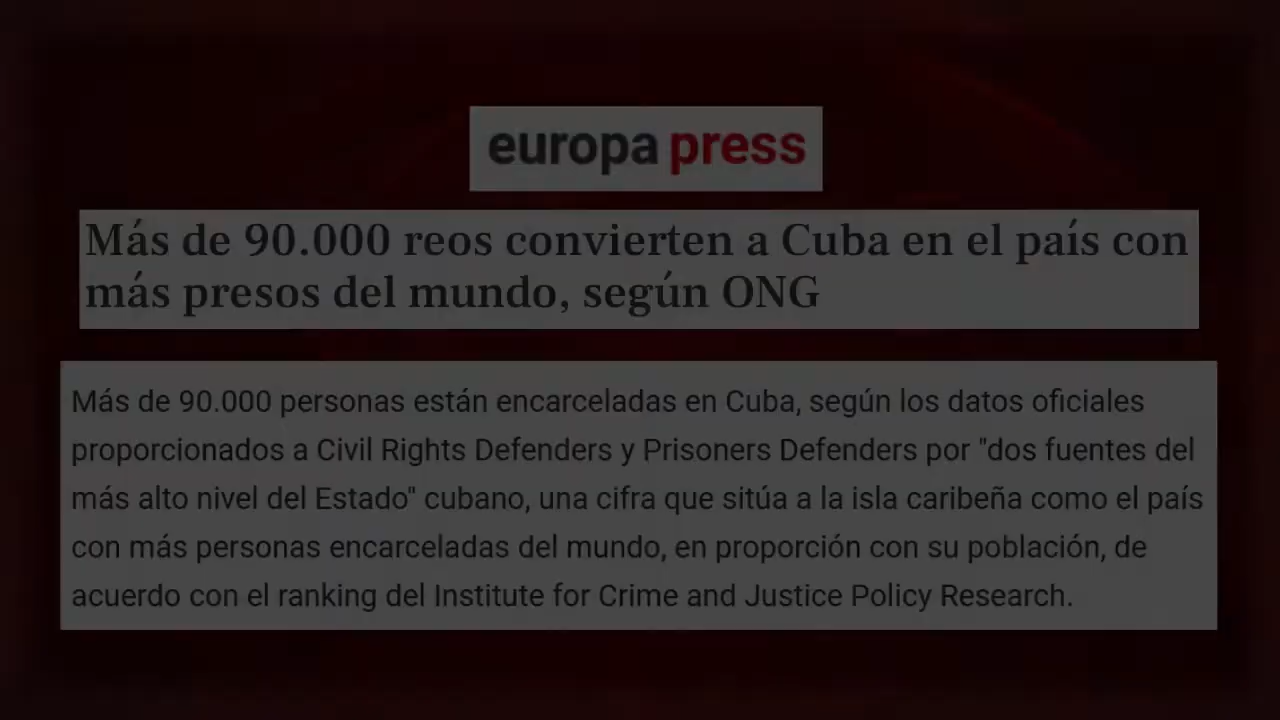 europa press
Más de 90.000 reos convierten a Cuba en el país con
más presos del mundo, según ONG
Más de 90.000 personas están encarceladas en Cuba, según los datos oficiales
proporcionados a Civil Rights Defenders y Prisoners Defenders por "dos fuentes del
más alto nivel del Estado" cubano, una cifra que sitúa a la isla caribeña como el país
con más personas encarceladas del mundo, en proporción con su población, de
acuerdo con el ranking del Institute for Crime and Justice Policy Research.